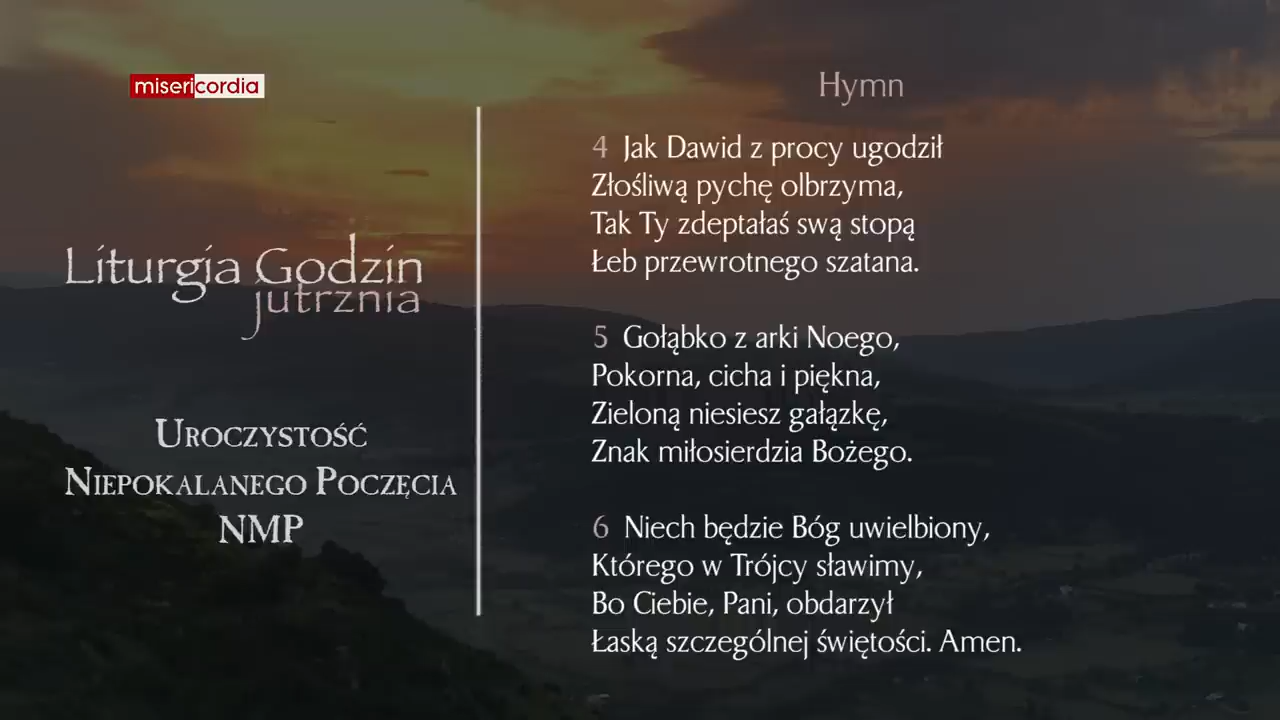 misericordia
Liturgia Godzin
jutrznia
Uroczystość
Niepokalanego Poczęcia
NMP
Hymn
4 Jak Dawid z procy ugodził
Złośliwą pychę olbrzyma,
Tak Ty zdeptałaś swą stopą
Łeb przewrotnego szatana.
5 Gołąbko z arki Noego,
Pokorna, cicha i piękna,
Zieloną niesiesz gałązkę,
Znak miłosierdzia Bożego.
6 Niech będzie Bóg uwielbiony,
Którego w Trójcy sławimy,
Bo Ciebie, Pani, obdarzył
Łaską szczególnej świętości. Amen.